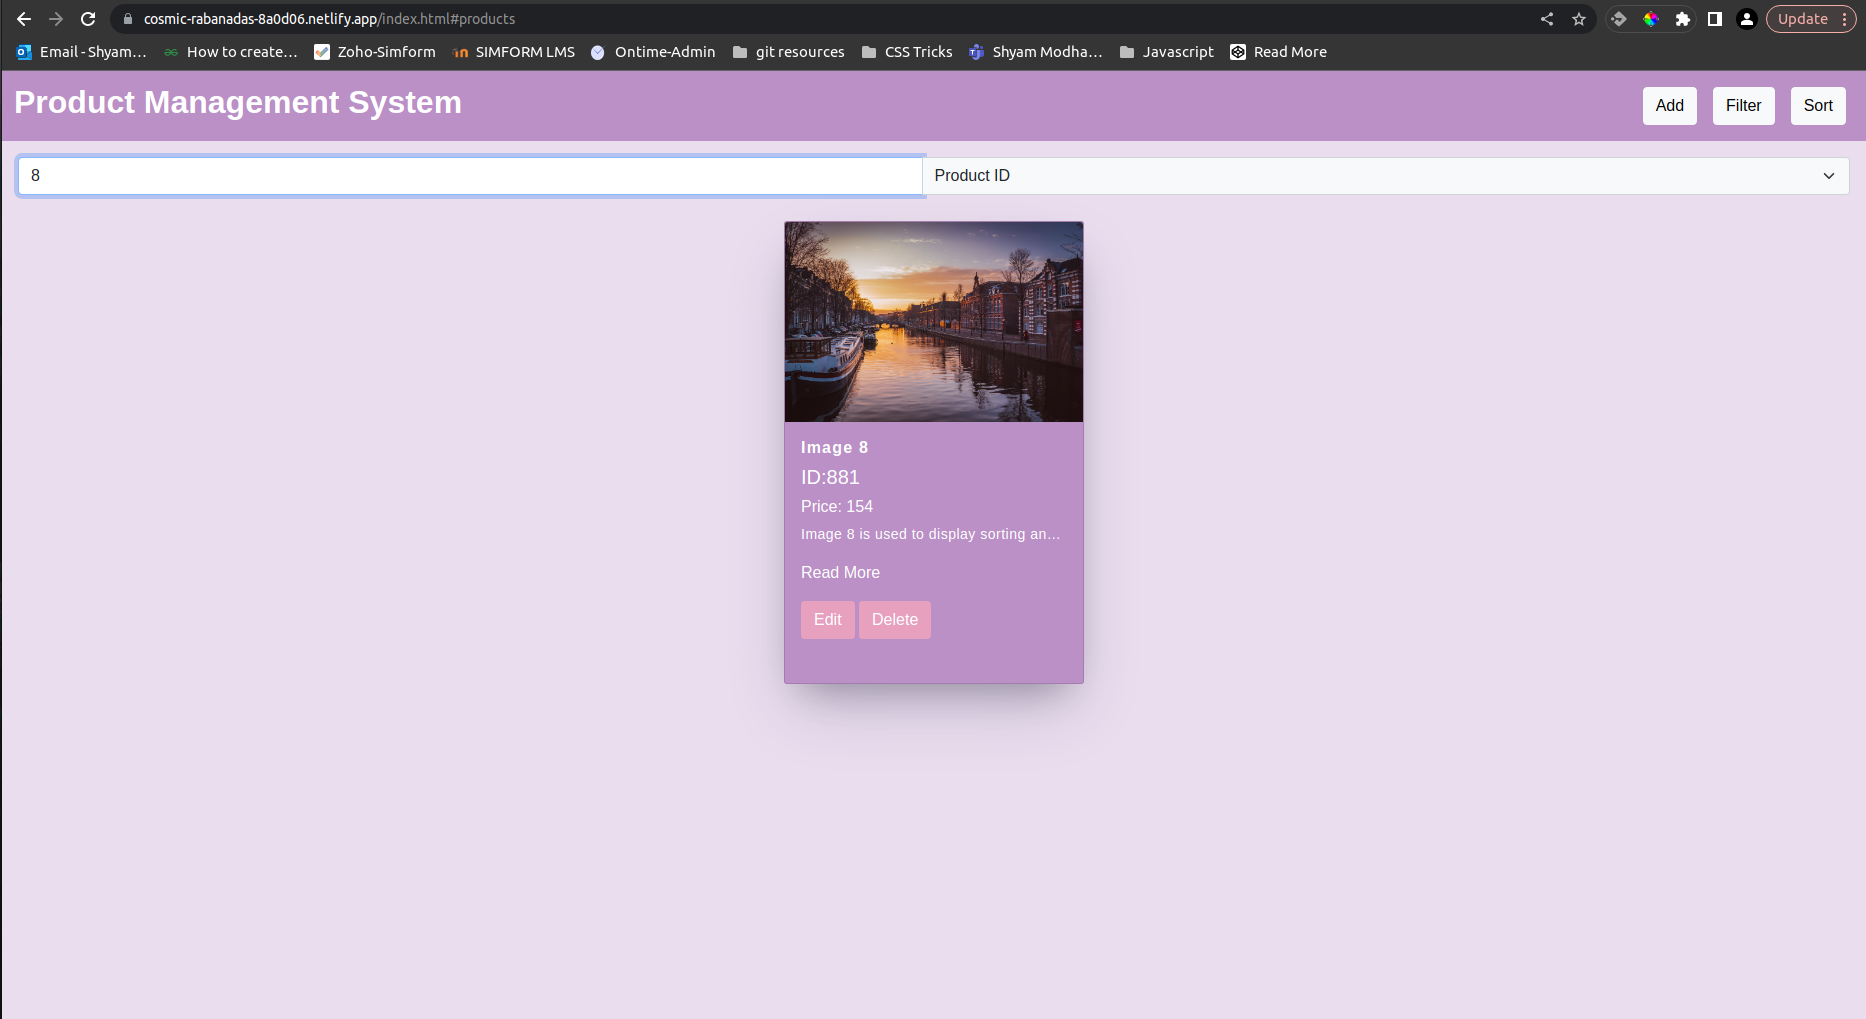 cosmic-rabanadas-8a0d06.netlify.app/index.html#products
Update
Email - Shyam…
How to create…
Zoho-Simform
SIMFORM LMS
Ontime-Admin
git resources
CSS Tricks
Shyam Modha…
Javascript
Read More
Product Management System
Add
Filter
Sort
8
Product ID
Image 8
ID:881
Price: 154
Image 8 is used to display sorting an…
Read More
Edit
Delete